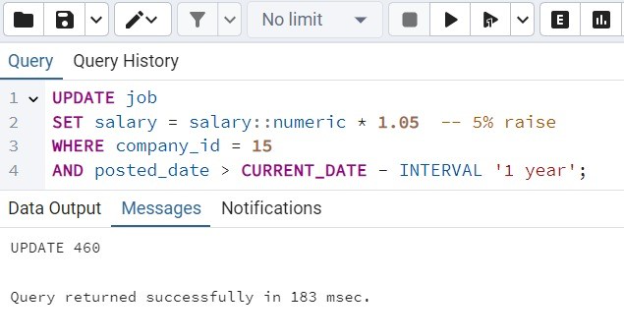 No limit
E
Query Query History
1 UPDATE job
2 SET salary = salary::numeric * 1.05 -- 5% raise
3 WHERE company_id = 15
4 AND posted_date > CURRENT_DATE - INTERVAL '1 year';
Data Output Messages Notifications
UPDATE 460
Query returned successfully in 183 msec.